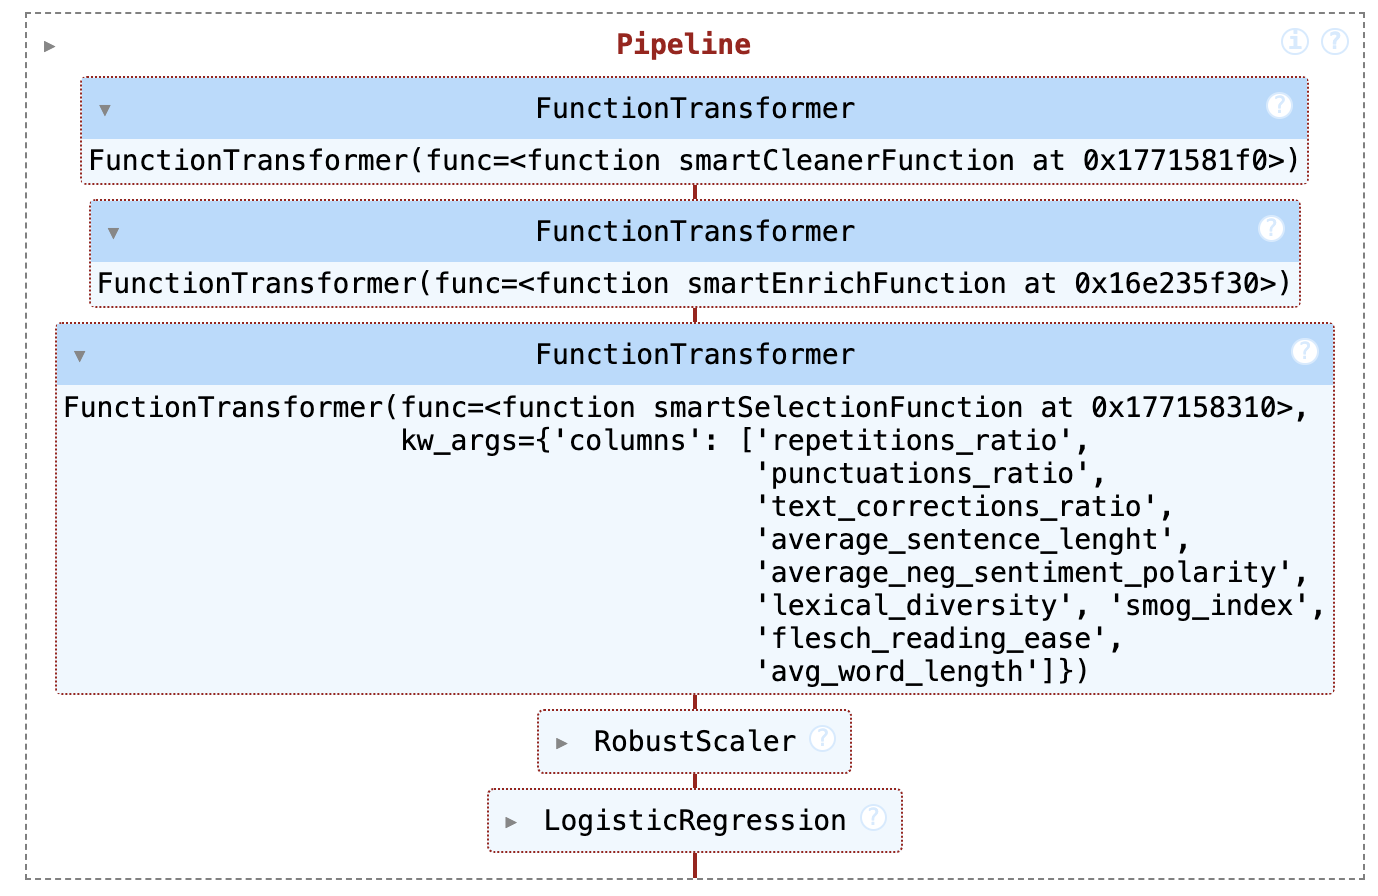 Pipeline
FunctionTransformer
FunctionTransformer(func=<function smartCleanerFunction at 0x1771581f0>)
FunctionTransformer
FunctionTransformer(func=<function smartEnrichFunction at 0x16e235f30>)
FunctionTransformer
FunctionTransformer(func=<function smartSelectionFunction at 0x177158310>,
kw_args={'columns': ['repetitions_ratio',
'punctuations_ratio',
'text_corrections_ratio',
'average_sentence_lenght',
'average_neg_sentiment_polarity',
'lexical_diversity', 'smog_index',
'flesch_reading_ease',
'avg_word_length']})
RobustScaler
LogisticRegression